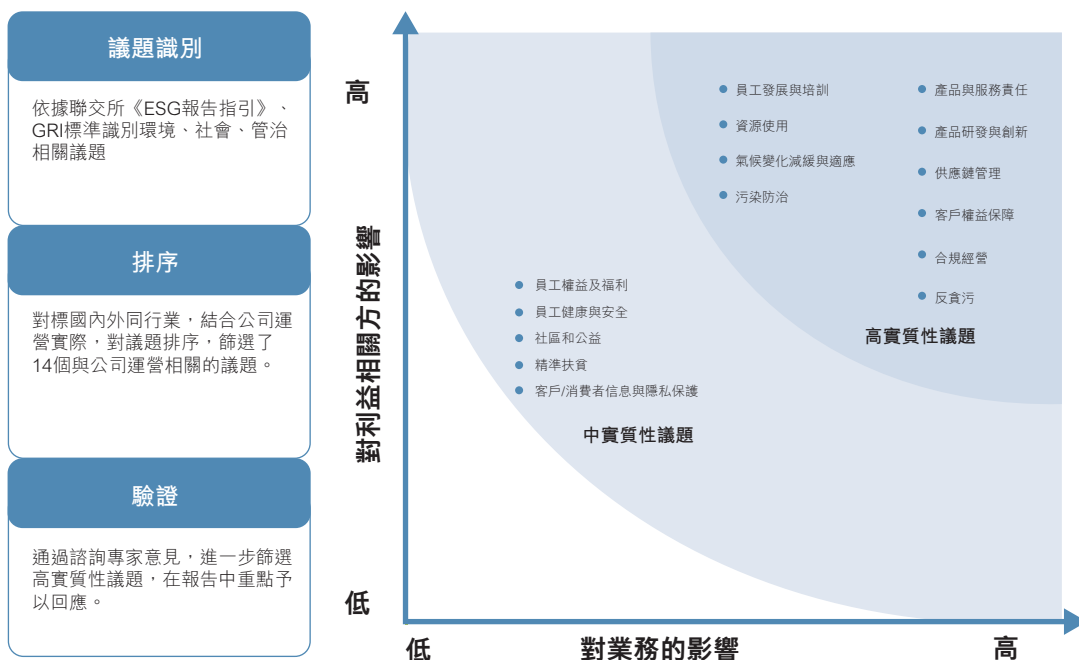 議題識別
依據聯交所《ESG報告指引》、
GRI標準識別環境、社會、管治
相關議題
排序
對標國內外同行業，結合公司運
營實際，對議題排序，篩選了
14個與公司運營相關的議題。
驗證
通過諮詢專家意見，進一步篩選
高實質性議題，在報告中重點予
以回應。
高
對利益相關方的影響
低
員工發展與培訓
資源使用
氣候變化減緩與適應
污染防治
產品與服務責任
產品研發與創新
供應鏈管理
客戶權益保障
合規經營
反貪污
高實質性議題
員工權益及福利
員工健康與安全
社區和公益
精準扶貧
客戶/消費者信息與隱私保護
中實質性議題
低
對業務的影響
高